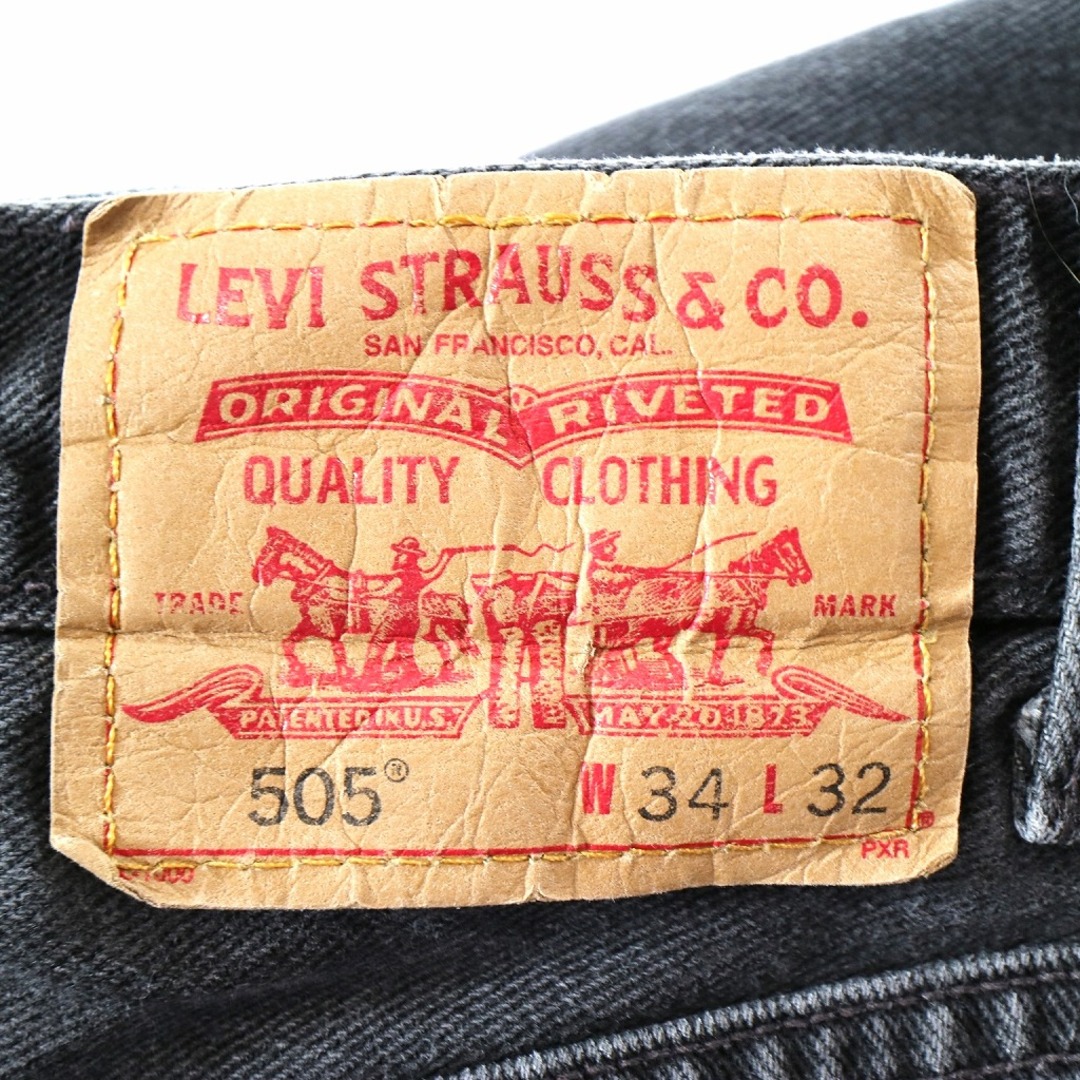 LEVI STRAUSS & CO.
SAN FRANCISCO, CAL.
ORIGINAL RIVETED
QUALITY CLOTHING
TRADE MARK
PATENTED IN U.S. MAY 20 1873
505® W 34 L 32
®
PXR